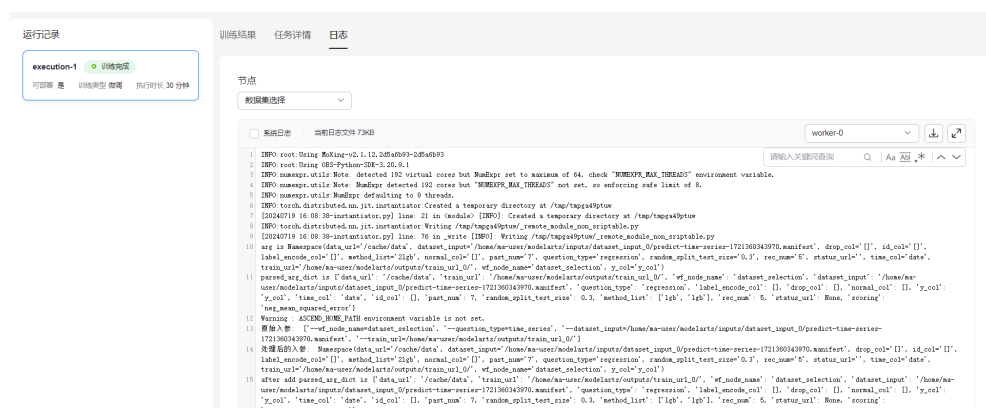 运行记录
训练结果 任务详情 日志
execution-1 训练完成
可部署 是 训练类型 微调 执行时长 30 分钟
节点
数据集选择
系统日志 当前日志文件 73KB worker-0
请输入关键词查询 Aa Abl .*
1 INFO:root:Using MoXing-v2.1.12.2d5a6b93-2d5a6b93
2 INFO:root:Using OBS-Python-SDK-3.20.9.1
3 INFO:numexpr.utils:Note: detected 192 virtual cores but NumExpr set to maximum of 64, check "NUMEXPR_MAX_THREADS" environment variable.
4 INFO:numexpr.utils:Note: NumExpr detected 192 cores but "NUMEXPR_MAX_THREADS" not set, so enforcing safe limit of 8.
5 INFO:numexpr.utils:NumExpr defaulting to 8 threads.
6 INFO:torch.distributed.nn.jit.instantiator:Created a temporary directory at /tmp/tmpga49ptuw
7 [20240719 16:08:38-instantiator.py] line: 21 in <module> [INFO]: Created a temporary directory at /tmp/tmpga49ptuw
8 INFO:torch.distributed.nn.jit.instantiator:Writing /tmp/tmpga49ptuw/_remote_module_non_sriptable.py
9 [20240719 16:08:38-instantiator.py] line: 76 in _write [INFO]: Writing /tmp/tmpga49ptuw/_remote_module_non_sriptable.py
10 arg is Namespace(data_url='/cache/data', dataset_input='/home/ma-user/modelarts/inputs/dataset_input_0/predict-time-series-1721360343970.manifest', drop_col='[]', id_col='[]',
label_encode_col='[]', method_list='2lgb', normal_col='[]', past_num='7', question_type='regression', random_split_test_size='0.3', rec_num='5', status_url='', time_col='date',
train_url='/home/ma-user/modelarts/outputs/train_url_0/', wf_node_name='dataset_selection', y_col='y_col')
11 parsed_arg_dict is ['data_url': '/cache/data', 'train_url': '/home/ma-user/modelarts/outputs/train_url_0/', 'wf_node_name': 'dataset_selection', 'dataset_input': '/home/ma-
user/modelarts/inputs/dataset_input_0/predict-time-series-1721360343970.manifest', 'question_type': 'regression', 'label_encode_col': [], 'drop_col': [], 'normal_col': [], 'y_col':
'y_col', 'time_col': 'date', 'id_col': [], 'past_num': 7, 'random_split_test_size': 0.3, 'method_list': ['lgb', 'lgb'], 'rec_num': 5, 'status_url': None, 'scoring':
'neg_mean_squared_error'}
12 Warning : ASCEND_HOME_PATH environment variable is not set.
13 原始入参: ['--wf_node_name=dataset_selection', '--question_type=time_series', '--dataset_input=/home/ma-user/modelarts/inputs/dataset_input_0/predict-time-series-
1721360343970.manifest', '--train_url=/home/ma-user/modelarts/outputs/train_url_0/']
14 处理后的入参: Namespace(data_url='/cache/data', dataset_input='/home/ma-user/modelarts/inputs/dataset_input_0/predict-time-series-1721360343970.manifest', drop_col='[]', id_col='[]',
label_encode_col='[]', method_list='2lgb', normal_col='[]', past_num='7', question_type='regression', random_split_test_size='0.3', rec_num='5', status_url='', time_col='date',
train_url='/home/ma-user/modelarts/outputs/train_url_0/', wf_node_name='dataset_selection', y_col='y_col')
15 after add parsed_arg_dict is ['data_url': '/cache/data', 'train_url': '/home/ma-user/modelarts/outputs/train_url_0/', 'wf_node_name': 'dataset_selection', 'dataset_input': '/home/ma-
user/modelarts/inputs/dataset_input_0/predict-time-series-1721360343970.manifest', 'question_type': 'regression', 'label_encode_col': [], 'drop_col': [], 'normal_col': [], 'y_col':
'y_col', 'time_col': 'date', 'id_col': [], 'past_num': 7, 'random_split_test_size': 0.3, 'method_list': ['lgb', 'lgb'], 'rec_num': 5, 'status_url': None, 'scoring':